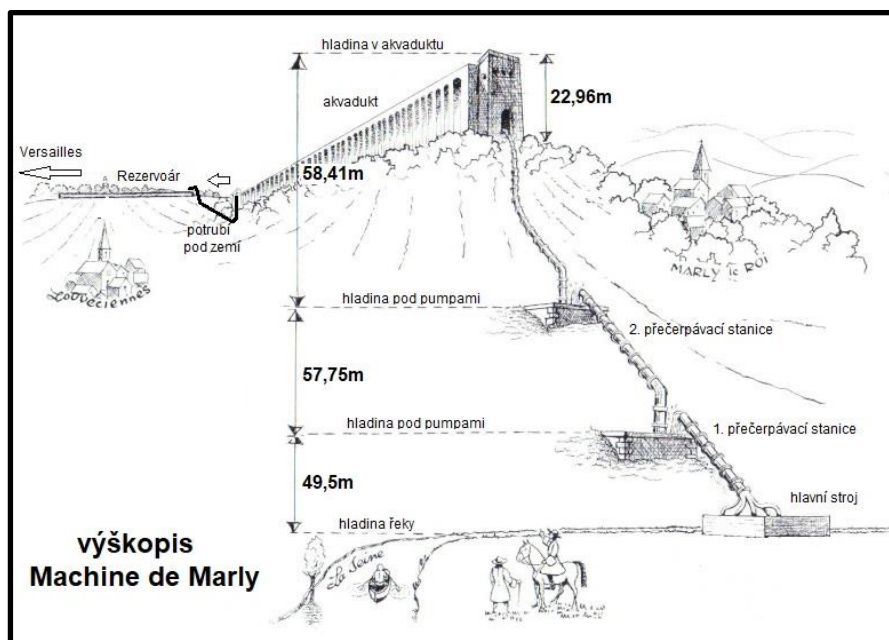 hladina v akvaduktu
akvadukt
22,96m
Versailles
Rezervoár
58,41m
potrubí
pod zemí
MARLY le ROI
Louveciennes
hladina pod pumpami
2. přečerpávací stanice
57,75m
hladina pod pumpami
1. přečerpávací stanice
49,5m
hlavní stroj
hladina řeky
výškopis
Machine de Marly
La Seine